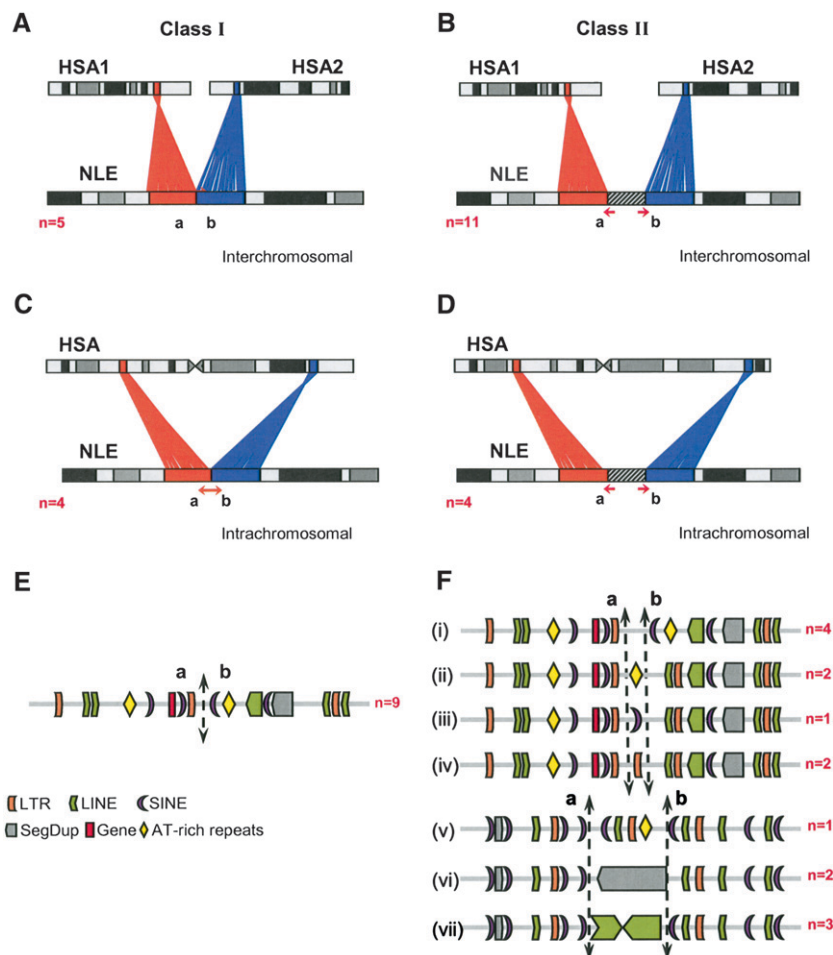 A
Class I
HSA1
HSA2
NLE
n=5
a
b
Interchromosomal
B
Class II
HSA1
HSA2
NLE
n=11
a
b
Interchromosomal
C
HSA
NLE
n=4
a
b
Intrachromosomal
D
HSA
NLE
n=4
a
b
Intrachromosomal
E
a
b
n=9
LTR
LINE
SINE
SegDup
Gene
AT-rich repeats
F
a
b
(i)
n=4
(ii)
n=2
(iii)
n=1
(iv)
n=2
a
b
(v)
n=1
(vi)
n=2
(vii)
n=3